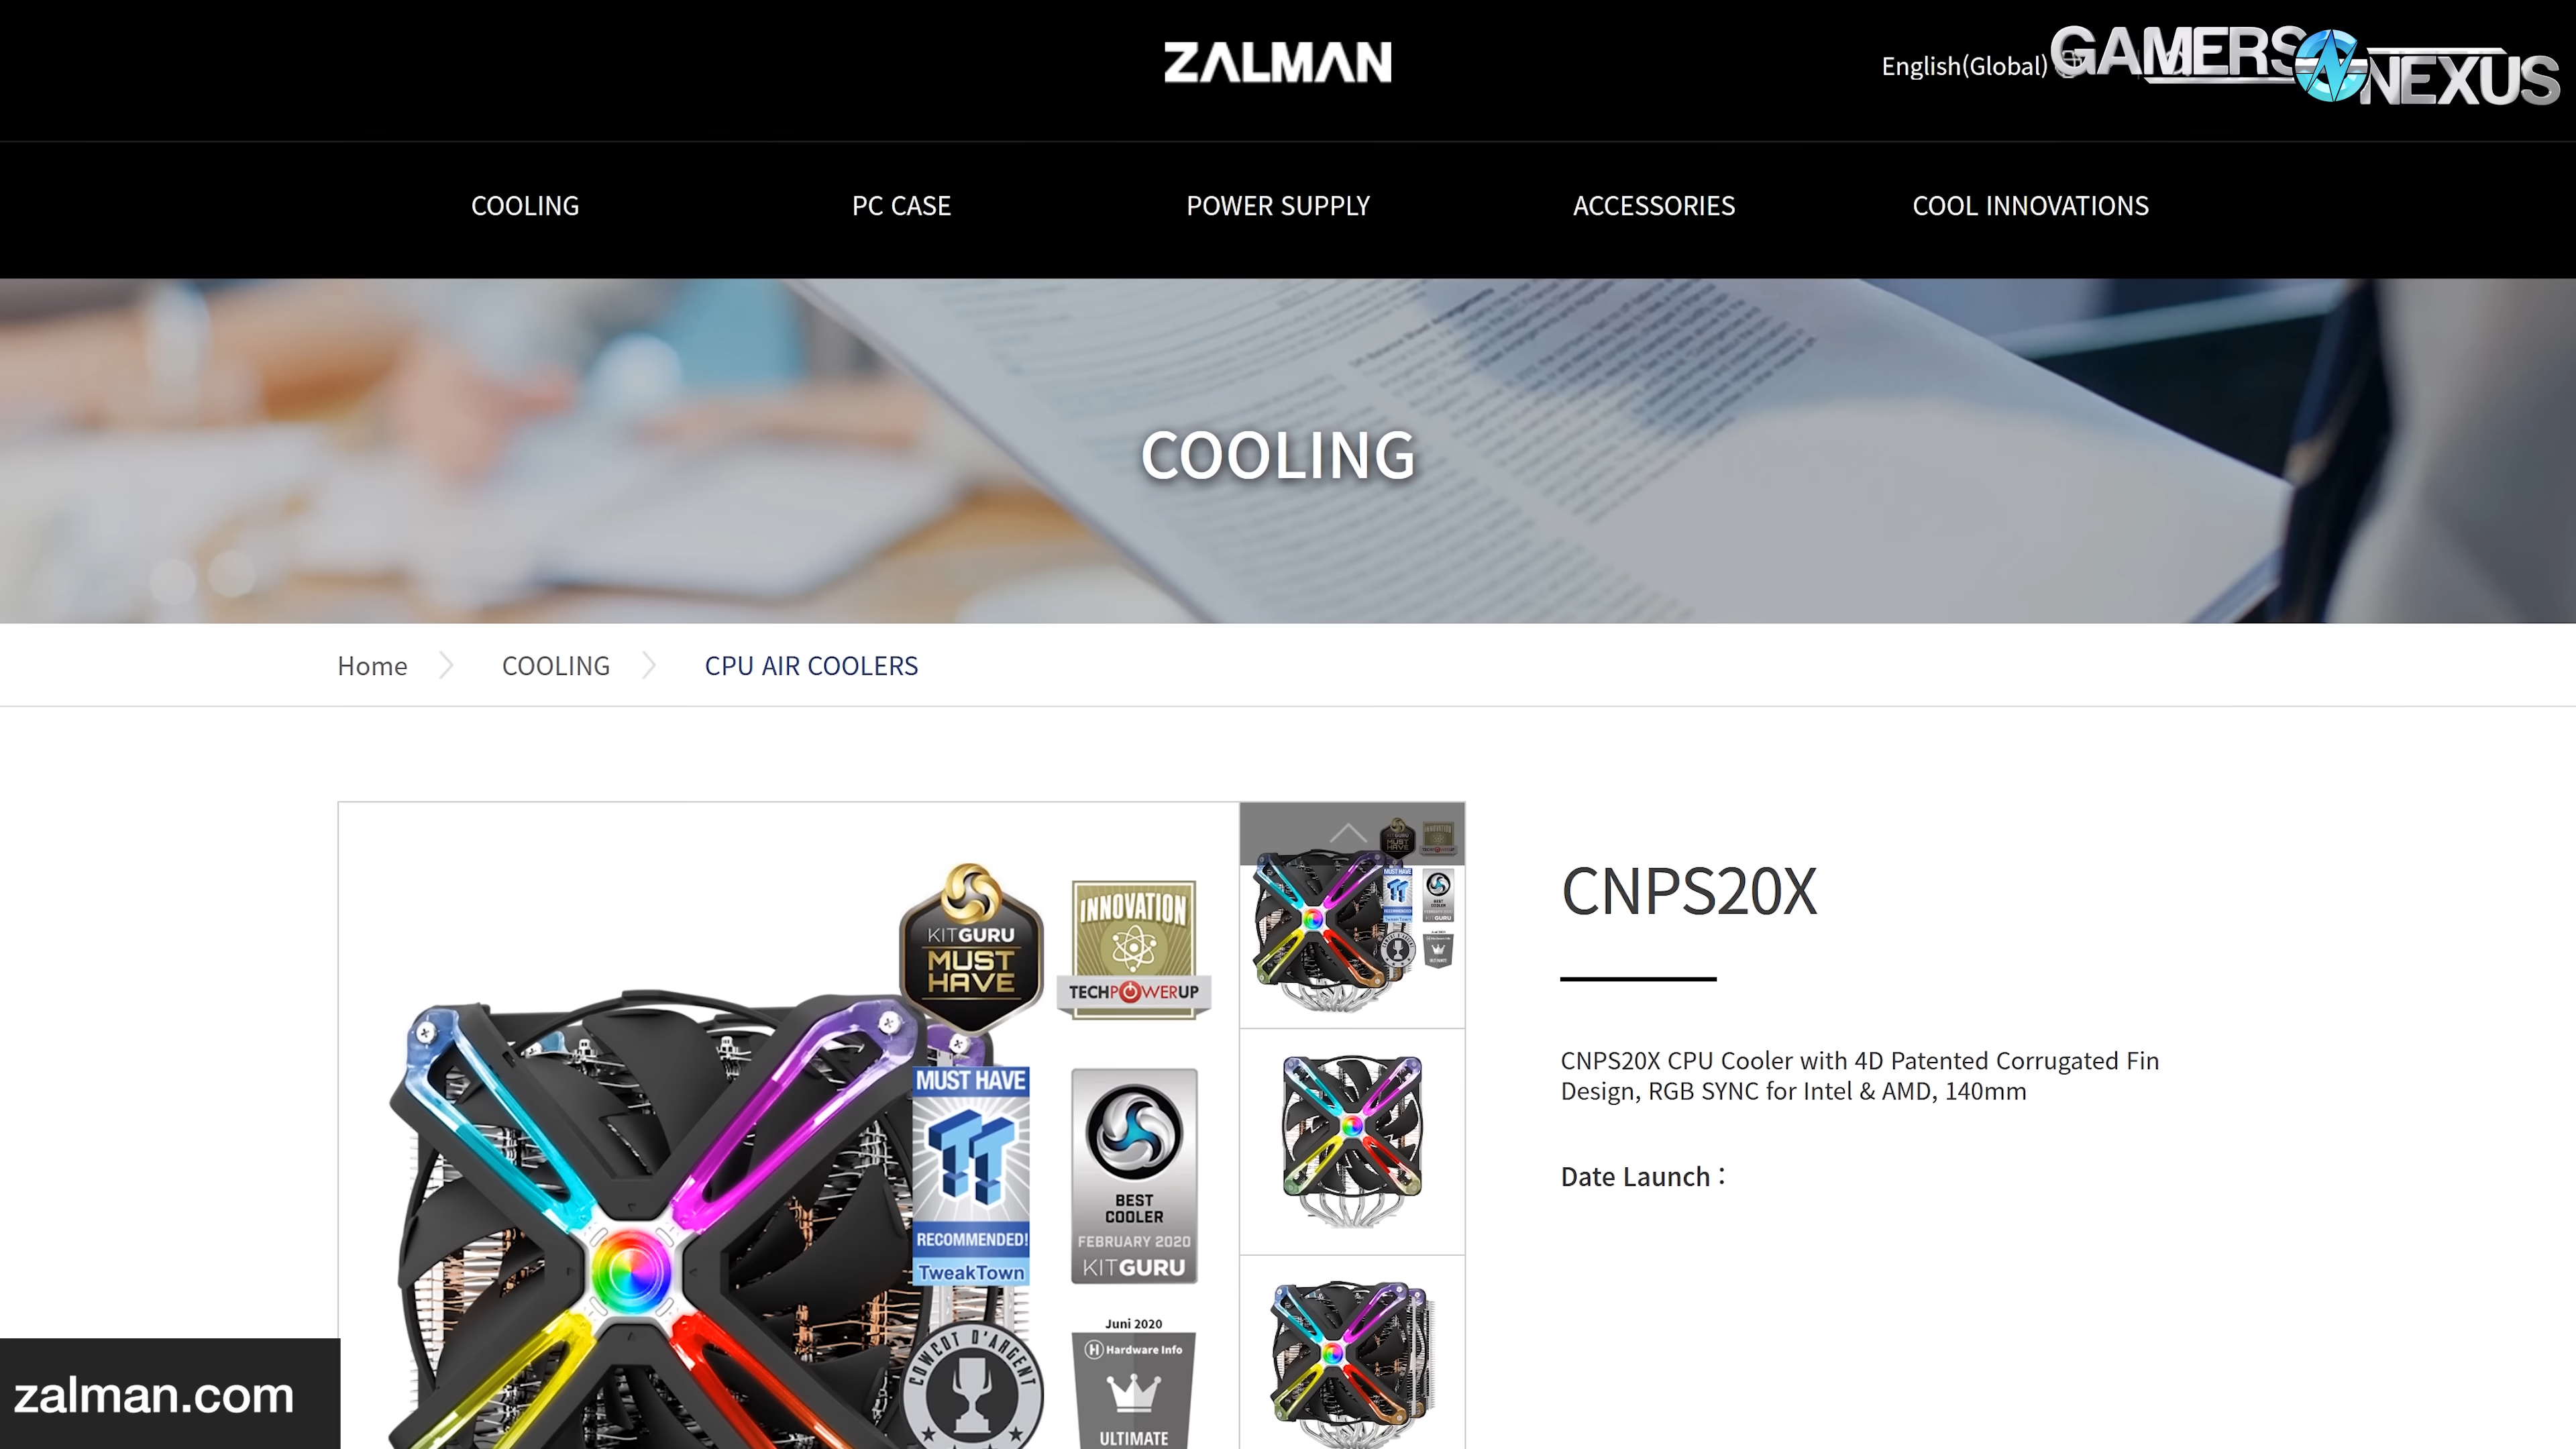 ZALMAN
English(Global)
GAMERS NEXUS
COOLING
PC CASE
POWER SUPPLY
ACCESSORIES
COOL INNOVATIONS
COOLING
Home
COOLING
CPU AIR COOLERS
KITGURU
MUST
HAVE
INNOVATION
TECHPOWERUP
MUST HAVE
TT
RECOMMENDED!
TweakTown
BEST
COOLER
FEBRUARY 2020
KITGURU
COWCOT D'ARGENT
Juni 2020
Hardware Info
ULTIMATE
CNPS20X
CNPS20X CPU Cooler with 4D Patented Corrugated Fin
Design, RGB SYNC for Intel & AMD, 140mm
Date Launch :
zalman.com